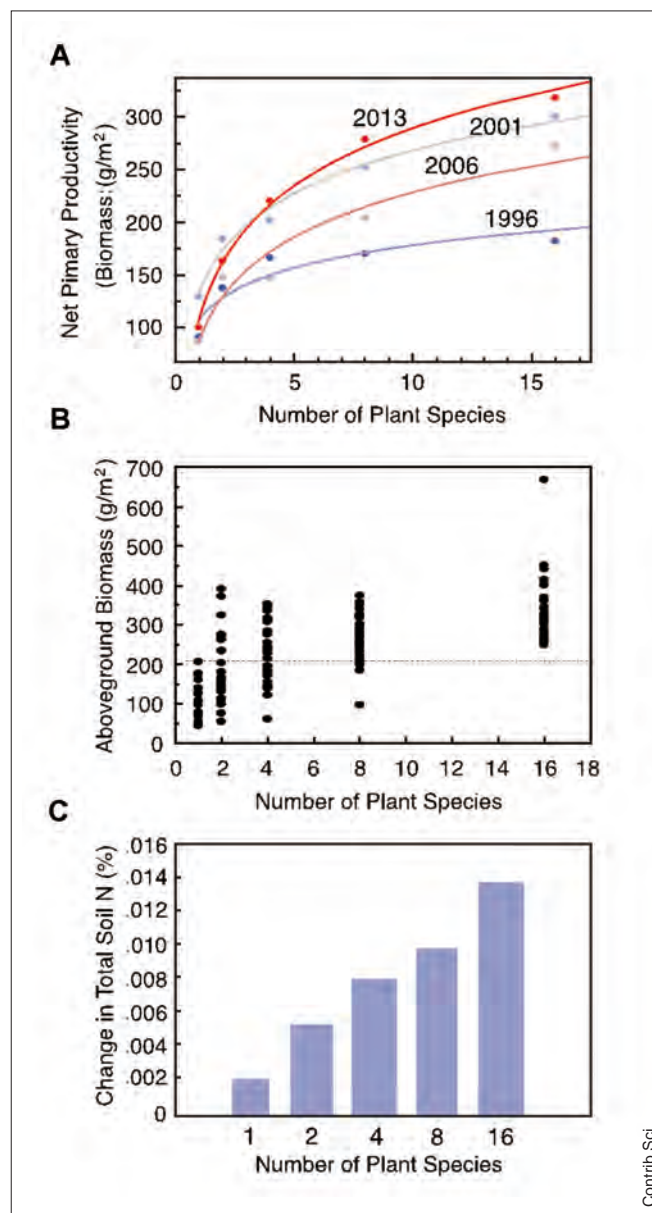 A
Net Pimary Productivity
(Biomass: (g/m²)
300
250
200
150
100
2013
2001
2006
1996
0 5 10 15
Number of Plant Species
B
Aboveground Biomass (g/m²)
700
600
500
400
300
200
100
0
0 2 4 6 8 10 12 14 16 18
Number of Plant Species
C
Change in Total Soil N (%)
.016
.014
.012
.010
.008
.006
.004
.002
0
1 2 4 8 16
Number of Plant Species
Contrib Sci